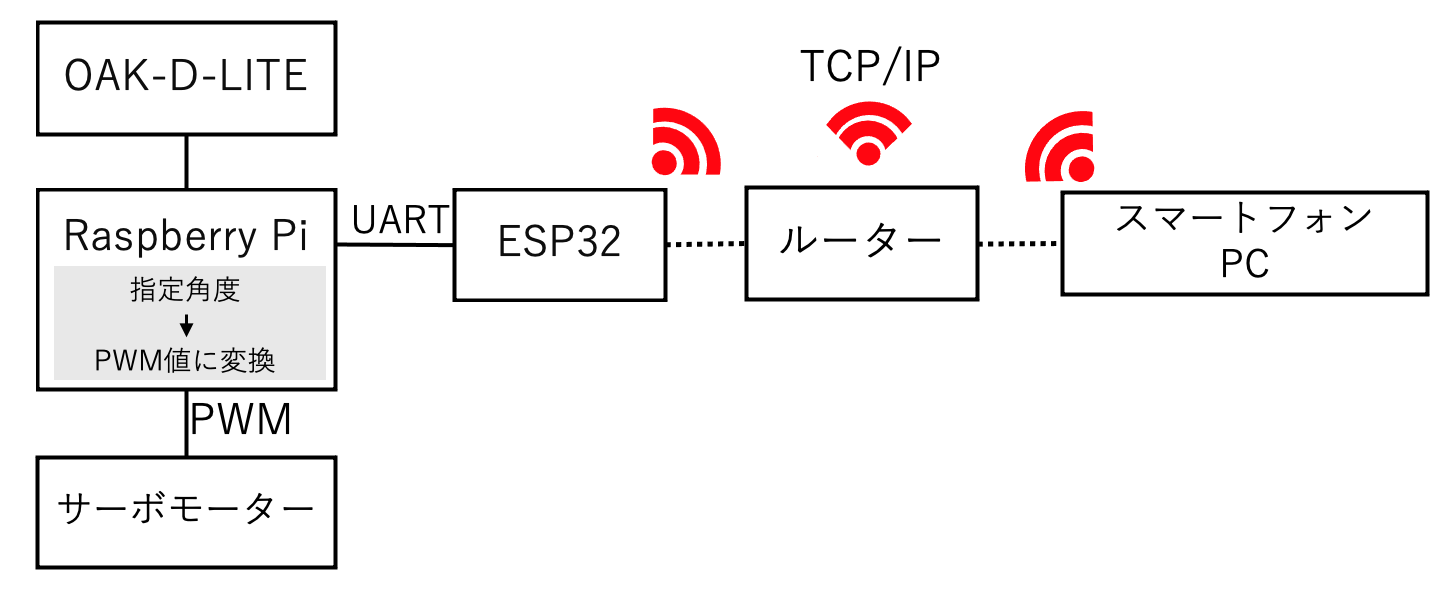 OAK-D-LITE
TCP/IP
Raspberry Pi
指定角度
PWM値に変換
UART
ESP32
ルーター
スマートフォン
PC
PWM
サーボモーター